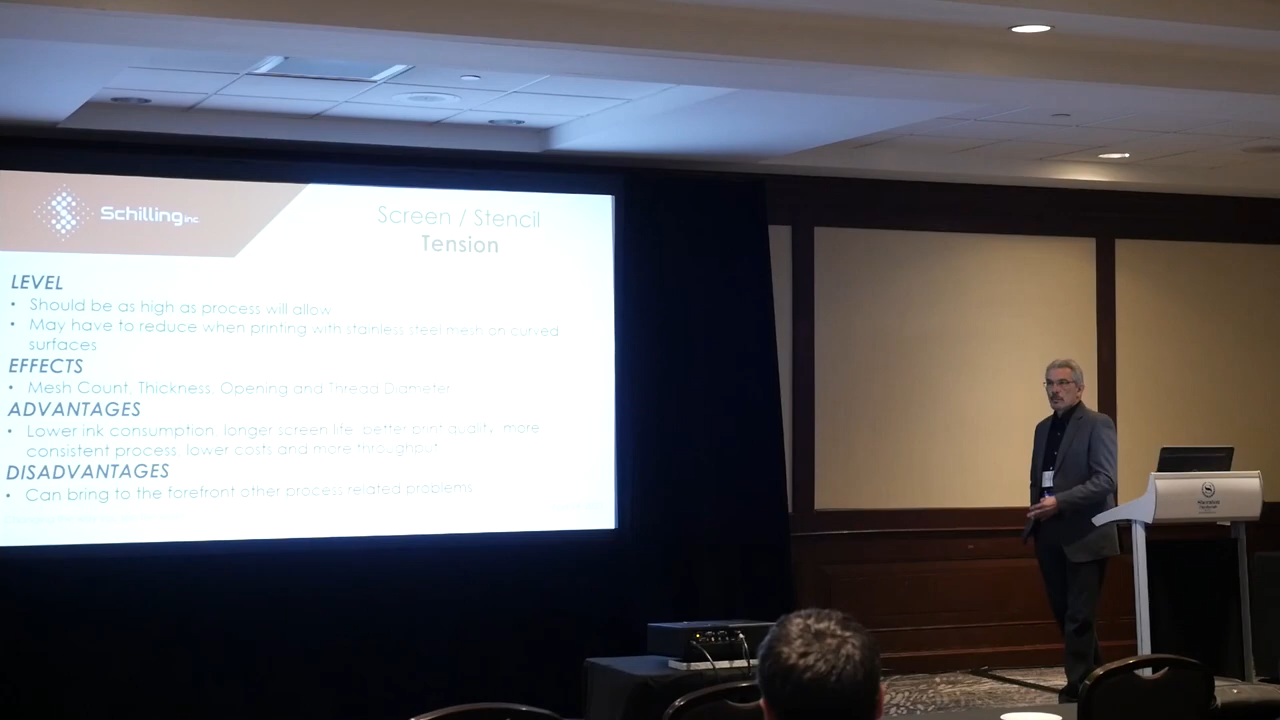 Schilling inc.
Screen / Stencil
Tension
LEVEL
• Should be as high as process will allow
• May have to reduce when printing with stainless steel mesh on curved
surfaces
EFFECTS
• Mesh Count, Thickness, Opening and Thread Diameter
ADVANTAGES
• Lower ink consumption, longer screen life, better print quality, more
consistent process, lower costs and more throughput
DISADVANTAGES
• Can bring to the forefront other process related problems